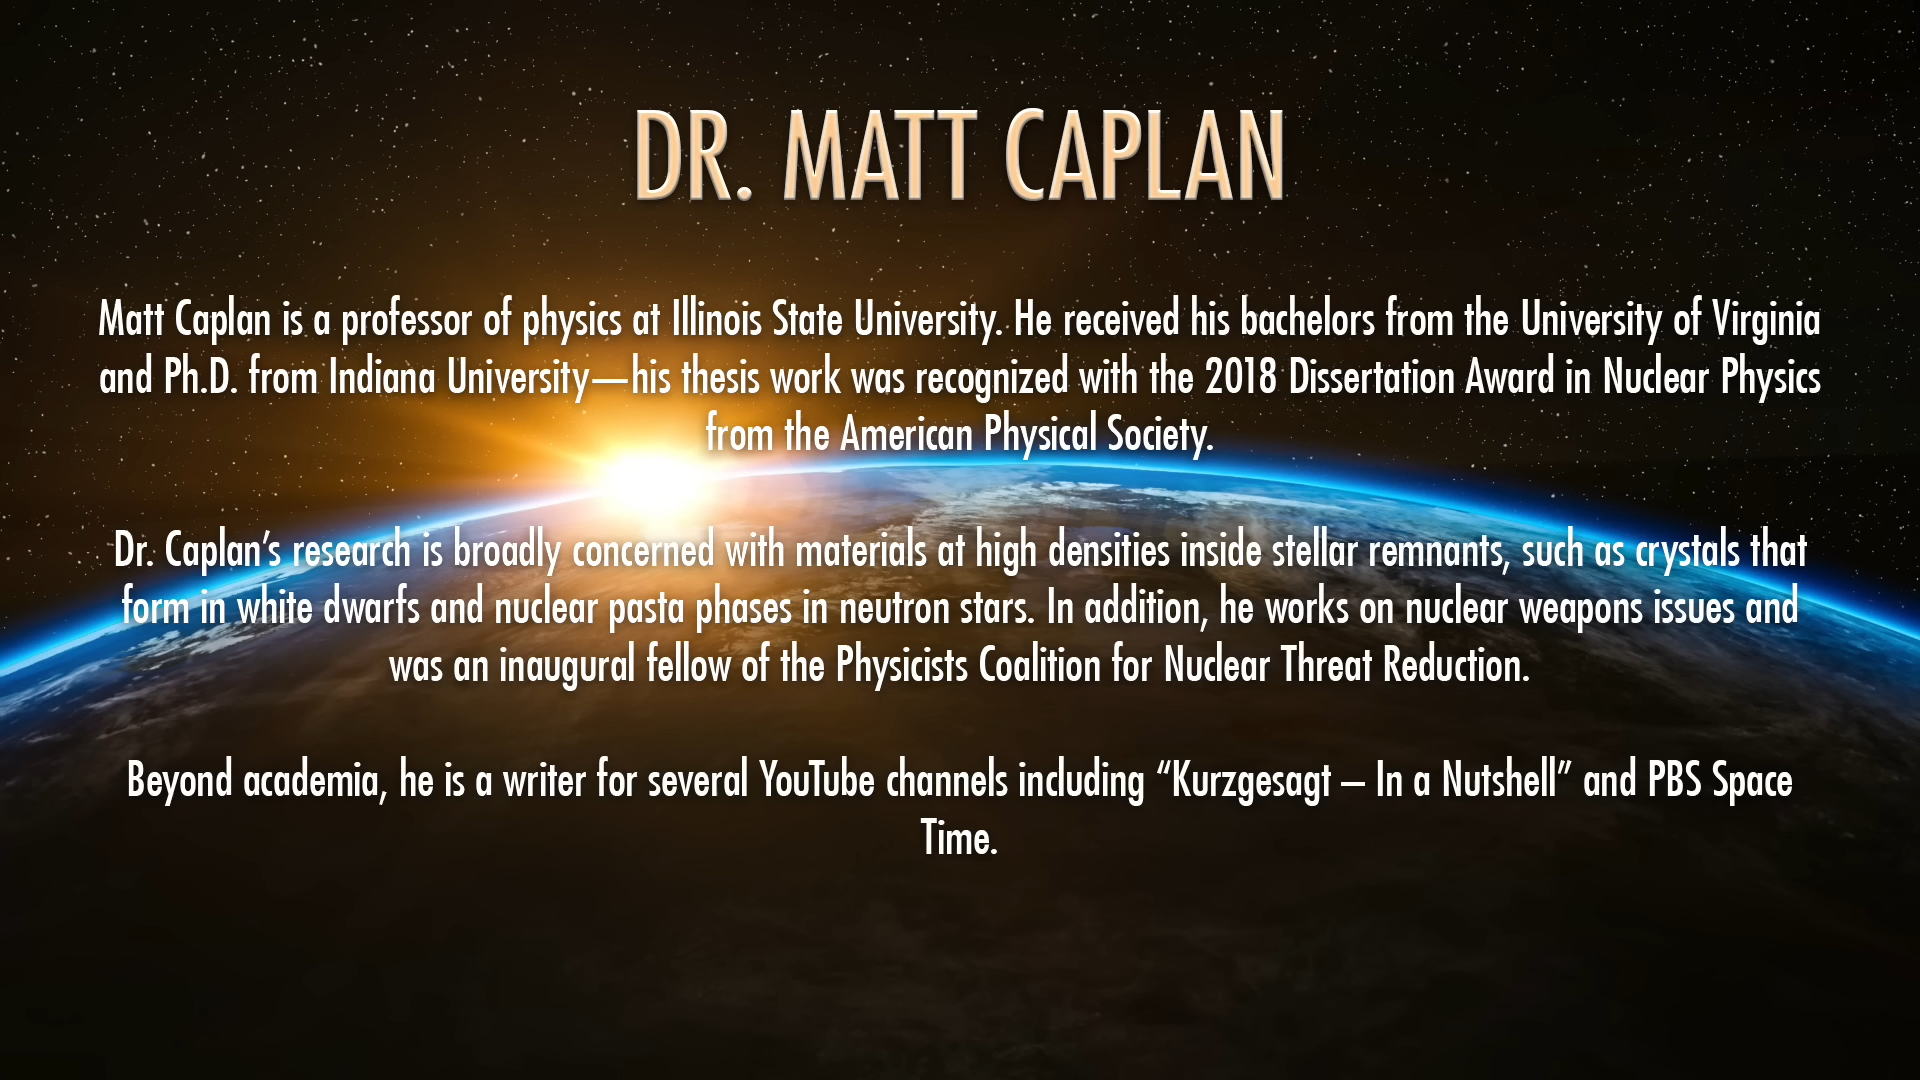 DR. MATT CAPLAN
Matt Caplan is a professor of physics at Illinois State University. He received his bachelors from the University of Virginia
and Ph.D. from Indiana University—his thesis work was recognized with the 2018 Dissertation Award in Nuclear Physics
from the American Physical Society.
Dr. Caplan’s research is broadly concerned with materials at high densities inside stellar remnants, such as crystals that
form in white dwarfs and nuclear pasta phases in neutron stars. In addition, he works on nuclear weapons issues and
was an inaugural fellow of the Physicists Coalition for Nuclear Threat Reduction.
Beyond academia, he is a writer for several YouTube channels including “Kurzgesagt – In a Nutshell” and PBS Space
Time.